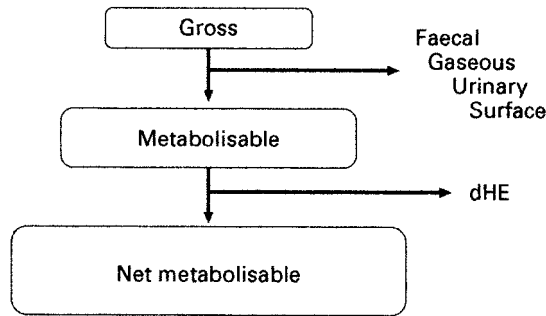 Gross
Faecal
Gaseous
Urinary
Surface
Metabolisable
dHE
Net metabolisable